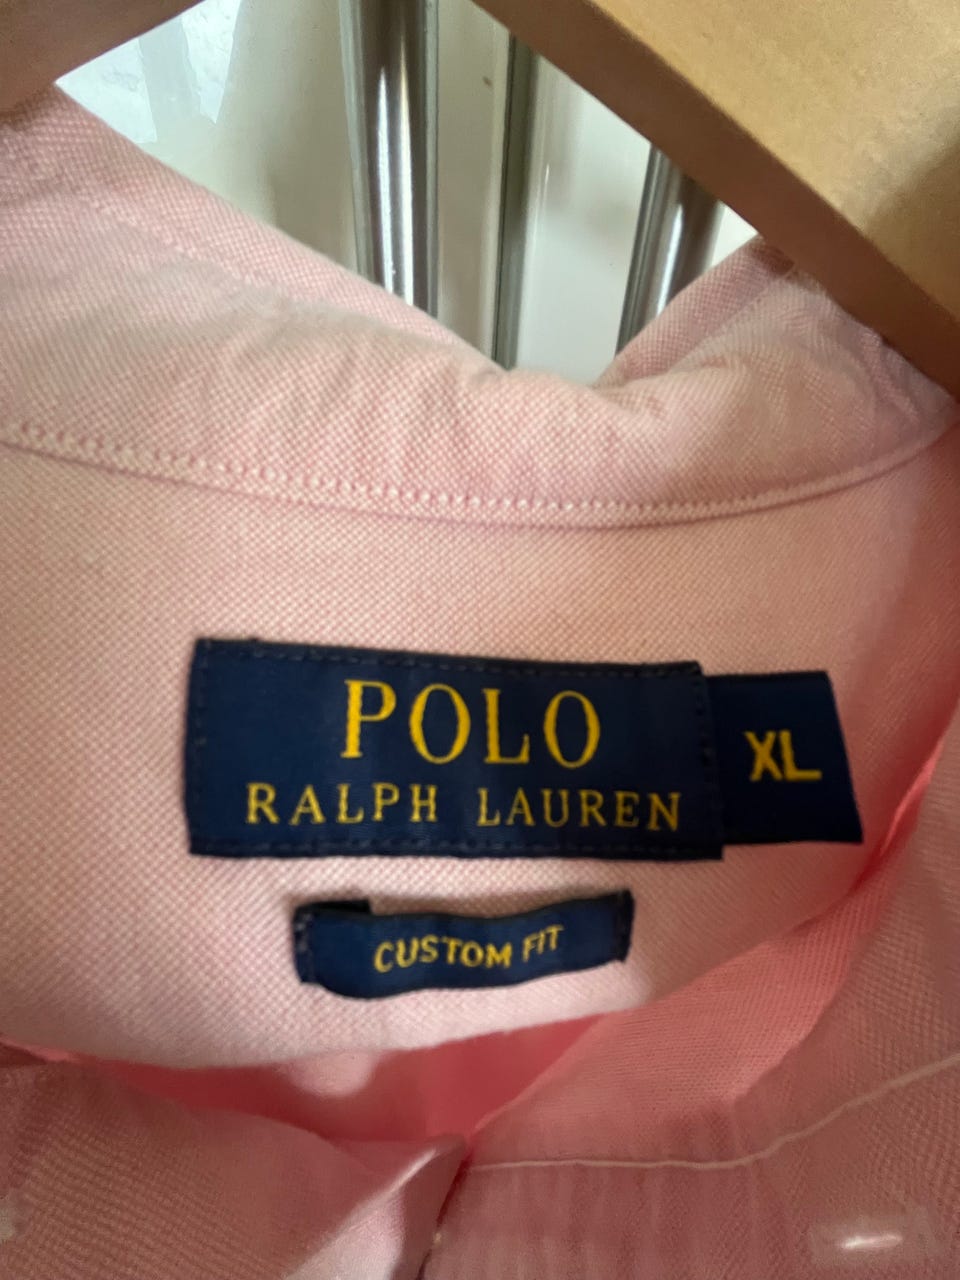 POLO
RALPH LAUREN
XL
CUSTOM FIT